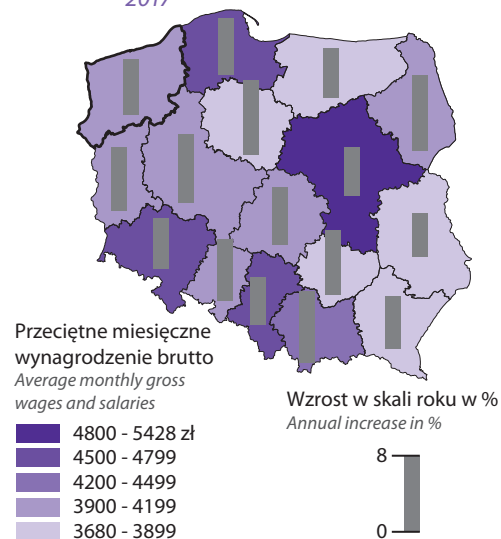 2017
Przeciętne miesięczne
wynagrodzenie brutto
Average monthly gross
wages and salaries
4800 - 5428 zł
4500 - 4799
4200 - 4499
3900 - 4199
3680 - 3899
Wzrost w skali roku w %
Annual increase in %
8
0